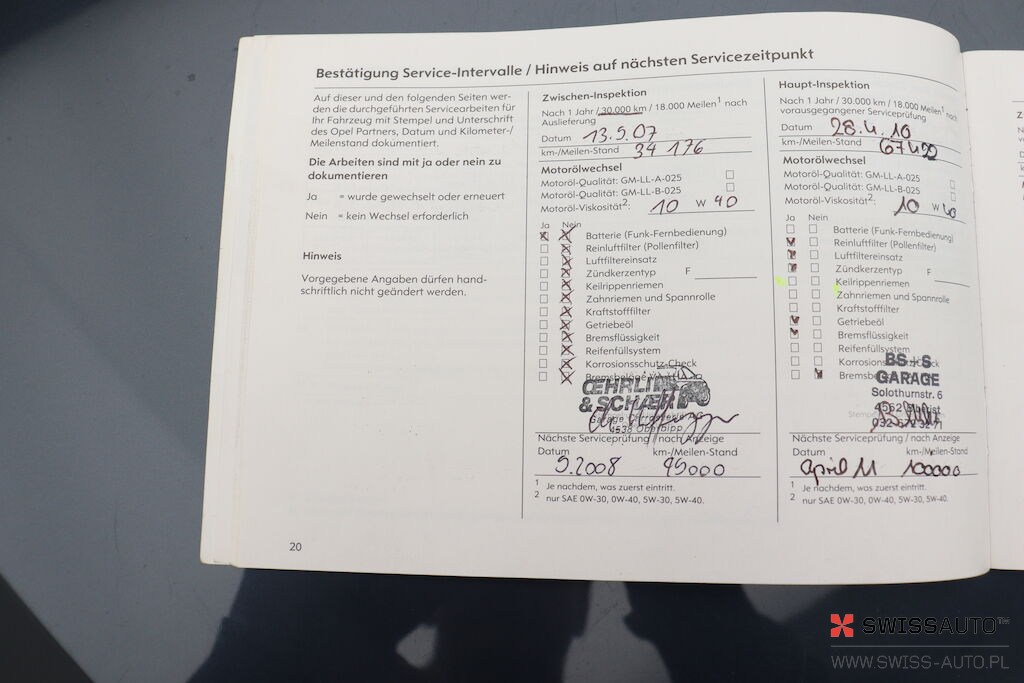 Bestätigung Service-Intervalle / Hinweis auf nächsten Servicezeitpunkt
Auf dieser und den folgenden Seiten wer-
den die durchgeführten Servicearbeiten für
Ihr Fahrzeug mit Stempel und Unterschrift
des Opel Partners, Datum und Kilometer-/
Meilenstand dokumentiert.
Die Arbeiten sind mit ja oder nein zu
dokumentieren
Ja = wurde gewechselt oder erneuert
Nein = kein Wechsel erforderlich
Hinweis
Vorgegebene Angaben dürfen hand-
schriftlich nicht geändert werden.
20
Zwischen-Inspektion
Nach 1 Jahr / 30.000 km / 18.000 Meilen¹ nach
Auslieferung
Datum 13.9.07
km-/Meilen-Stand 34 176
Motorölwechsel
Motoröl-Qualität: GM-LL-A-025
Motoröl-Qualität: GM-LL-B-025
Motoröl-Viskosität²: 10 W 40
Ja Nein
Batterie (Funk-Fernbedienung)
Reinluftfilter (Pollenfilter)
Luftfiltereinsatz
Zündkerzentyp F
Keilrippenriemen
Zahnriemen und Spannrolle
Kraftstofffilter
Getriebeöl
Bremsflüssigkeit
Reifenfüllsystem
Korrosionsschutz-Check
Bremsbeläge
& SCHÆR
4538 Oberbipp
Nächste Serviceprüfung / nach Anzeige
Datum km-/Meilen-Stand
9.2008 95000
1 Je nachdem, was zuerst eintritt.
2 nur SAE 0W-30, 0W-40, 5W-30, 5W-40.
Haupt-Inspektion
Nach 1 Jahr / 30.000 km / 18.000 Meilen¹ nach
vorausgegangener Serviceprüfung
Datum 28.4.10
km-/Meilen-Stand 67490
Motorölwechsel
Motoröl-Qualität: GM-LL-A-025
Motoröl-Qualität: GM-LL-B-025
Motoröl-Viskosität²: 10 W 40
Ja Nein
Batterie (Funk-Fernbedienung)
Reinluftfilter (Pollenfilter)
Luftfiltereinsatz
Zündkerzentyp F
Keilrippenriemen
Zahnriemen und Spannrolle
Kraftstofffilter
Getriebeöl
Bremsflüssigkeit
Reifenfüllsystem
BS+S
GARAGE
Solothurnstr. 6
4562
Nächste Serviceprüfung / nach Anzeige
Datum km-/Meilen-Stand
April 11 100000
1 Je nachdem, was zuerst eintritt.
2 nur SAE 0W-30, 0W-40, 5W-30, 5W-40.
SWISSAUTO™
WWW.SWISS-AUTO.PL